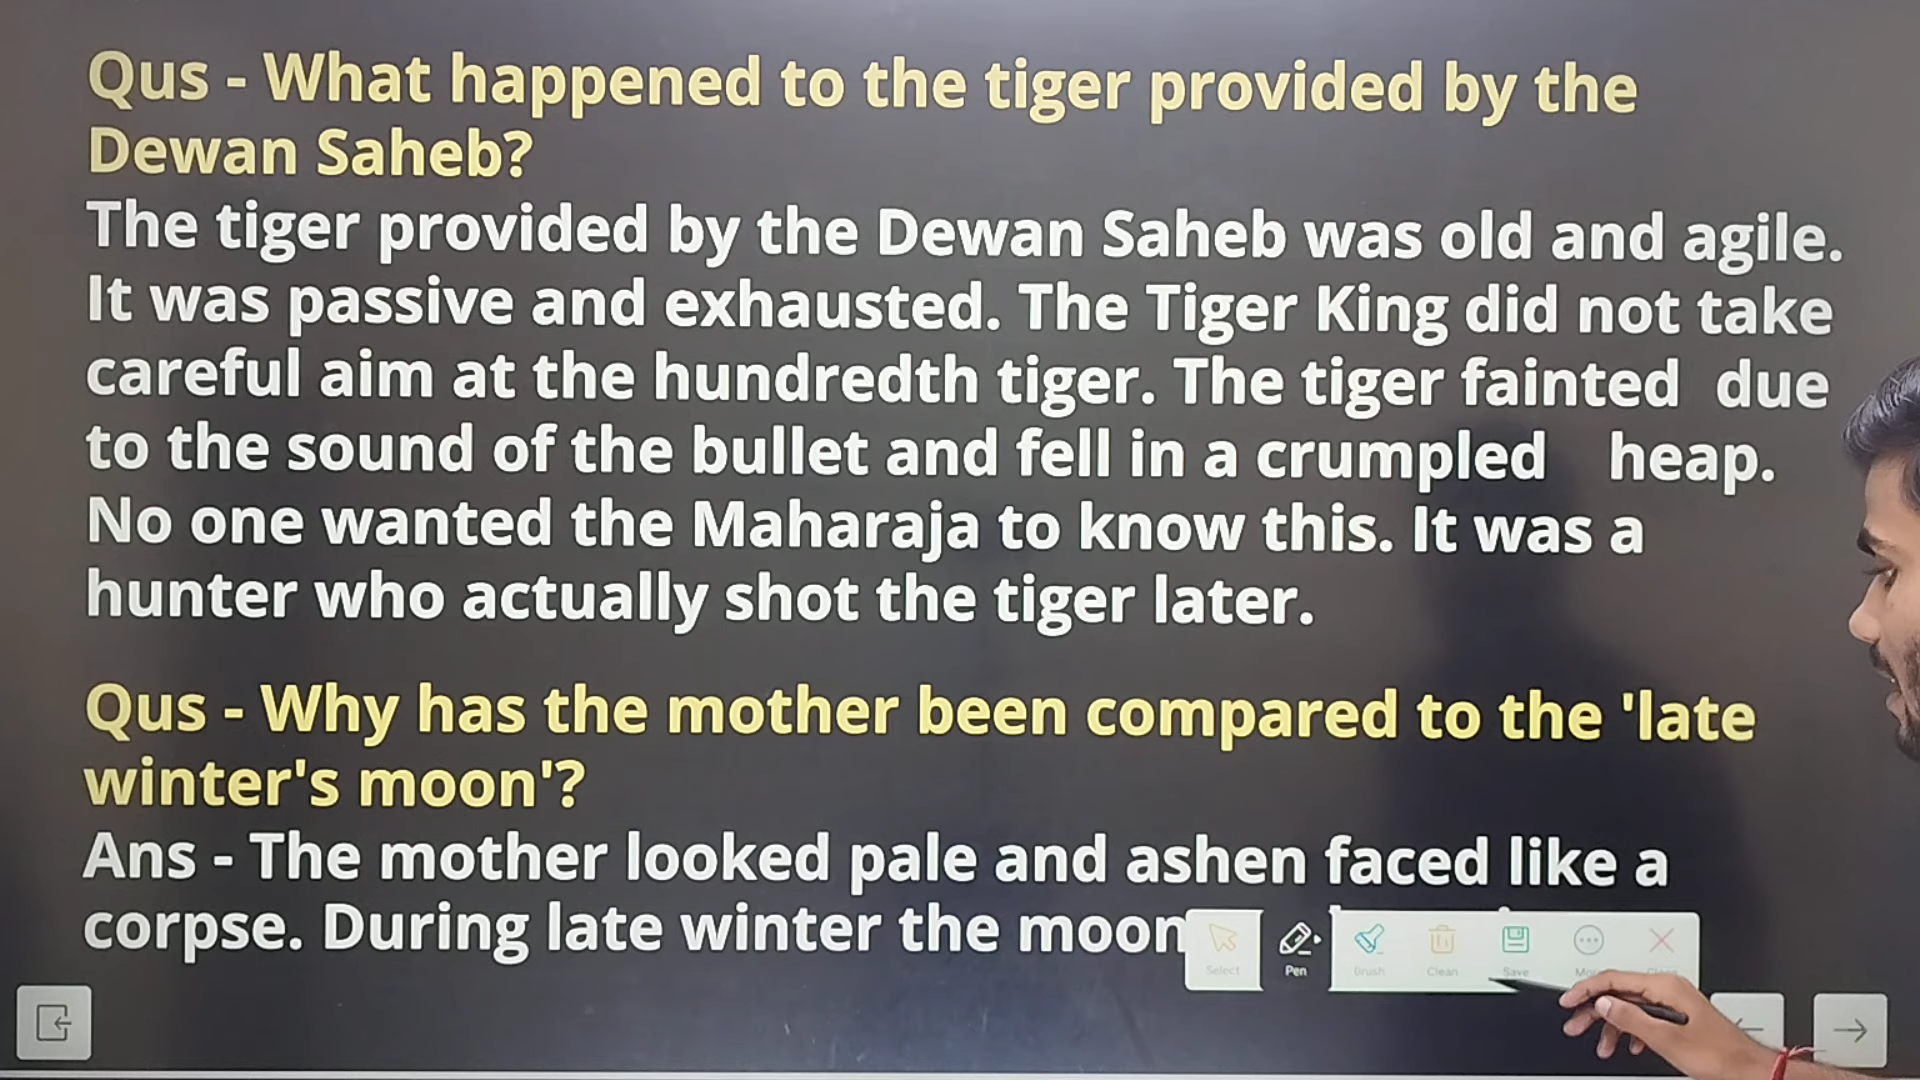 Qus - What happened to the tiger provided by the
Dewan Saheb?
The tiger provided by the Dewan Saheb was old and agile.
It was passive and exhausted. The Tiger King did not take
careful aim at the hundredth tiger. The tiger fainted due
to the sound of the bullet and fell in a crumpled heap.
No one wanted the Maharaja to know this. It was a
hunter who actually shot the tiger later.
Qus - Why has the mother been compared to the 'late
winter's moon'?
Ans - The mother looked pale and ashen faced like a
corpse. During late winter the moon
Select Pen Brush Clean Save